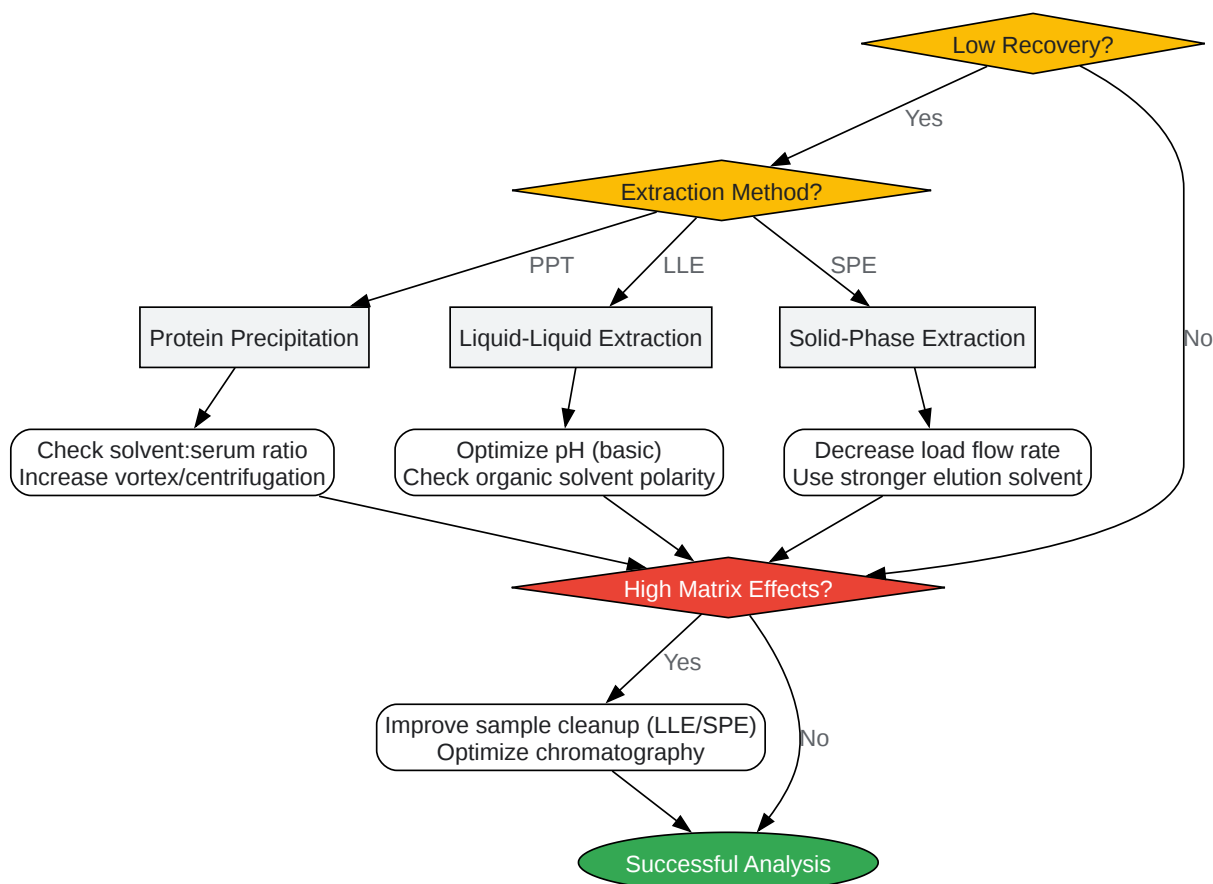 Low Recovery?
Yes
Extraction Method?
PPT
LLE
SPE
Protein Precipitation
Liquid-Liquid Extraction
Solid-Phase Extraction
No
Check solvent:serum ratio
Increase vortex/centrifugation
Optimize pH (basic)
Check organic solvent polarity
Decrease load flow rate
Use stronger elution solvent
High Matrix Effects?
Yes
Improve sample cleanup (LLE/SPE)
Optimize chromatography
No
Successful Analysis